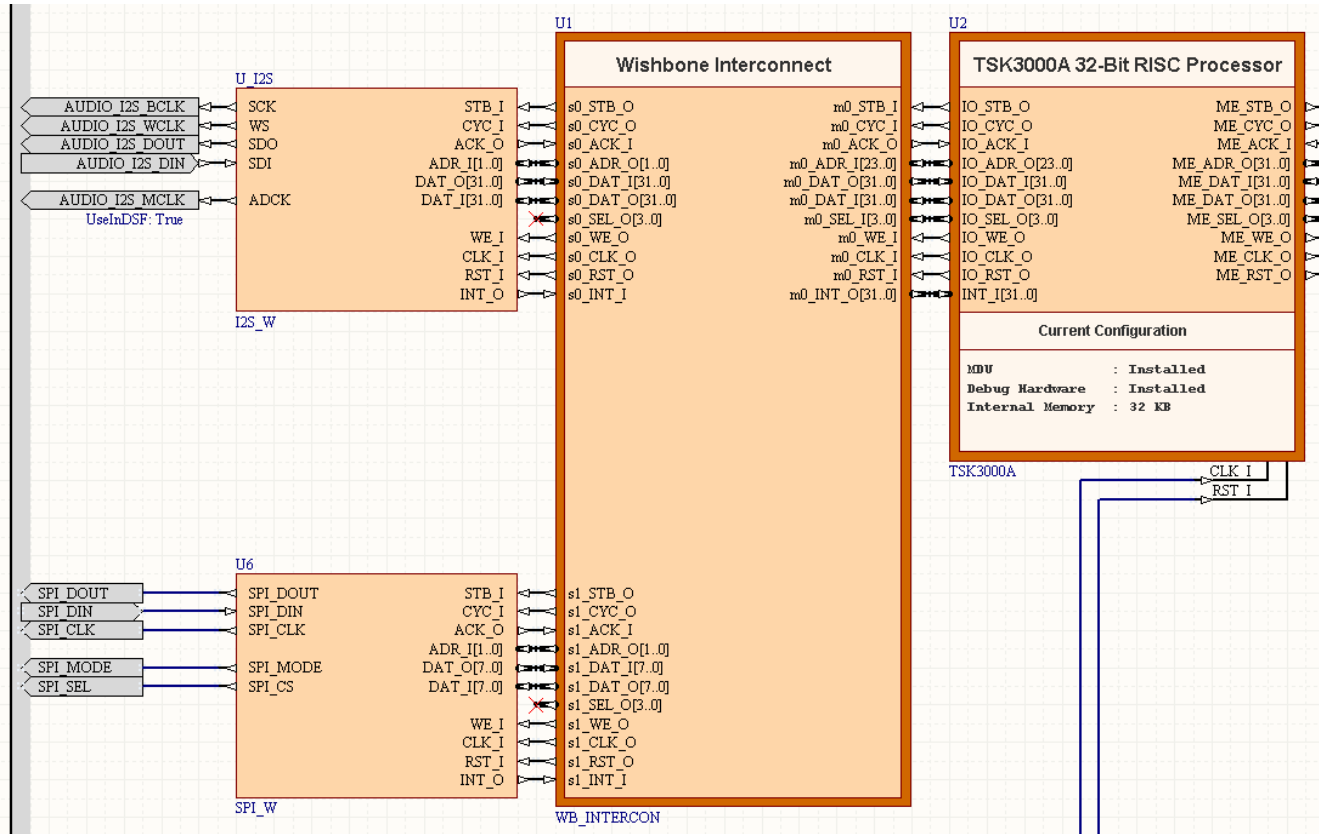 U1
U2
Wishbone Interconnect
TSK3000A 32-Bit RISC Processor
U_I2S
AUDIO_I2S_BCLK SCK STB_I s0_STB_O m0_STB_I IO_STB_O ME_STB_O
AUDIO_I2S_WCLK WS CYC_I s0_CYC_O m0_CYC_I IO_CYC_O ME_CYC_O
AUDIO_I2S_DOUT SDO ACK_O s0_ACK_I m0_ACK_O IO_ACK_I ME_ACK_I
AUDIO_I2S_DIN SDI ADR_I[1..0] s0_ADR_O[1..0] m0_ADR_I[23..0] IO_ADR_O[23..0] ME_ADR_O[31..0]
DAT_O[31..0] s0_DAT_I[31..0] m0_DAT_O[31..0] IO_DAT_I[31..0] ME_DAT_I[31..0]
AUDIO_I2S_MCLK ADCK DAT_I[31..0] s0_DAT_O[31..0] m0_DAT_I[31..0] IO_DAT_O[31..0] ME_DAT_O[31..0]
UseInDSF: True s0_SEL_O[3..0] m0_SEL_I[3..0] IO_SEL_O[3..0] ME_SEL_O[3..0]
WE_I s0_WE_O m0_WE_I IO_WE_O ME_WE_O
CLK_I s0_CLK_O m0_CLK_I IO_CLK_O ME_CLK_O
RST_I s0_RST_O m0_RST_I IO_RST_O ME_RST_O
INT_O s0_INT_I m0_INT_O[31..0] INT_I[31..0]
I2S_W
Current Configuration
MDU : Installed
Debug Hardware : Installed
Internal Memory : 32 KB
TSK3000A
CLK_I
RST_I
U6
SPI_DOUT SPI_DOUT STB_I s1_STB_O
SPI_DIN SPI_DIN CYC_I s1_CYC_O
SPI_CLK SPI_CLK ACK_O s1_ACK_I
ADR_I[1..0] s1_ADR_O[1..0]
SPI_MODE SPI_MODE DAT_O[7..0] s1_DAT_I[7..0]
SPI_SEL SPI_CS DAT_I[7..0] s1_DAT_O[7..0]
s1_SEL_O[3..0]
WE_I s1_WE_O
CLK_I s1_CLK_O
RST_I s1_RST_O
INT_O s1_INT_I
SPI_W
WB_INTERCON